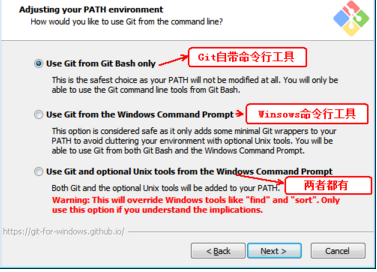 Adjusting your PATH environment
How would you like to use Git from the command line?
Use Git from Git Bash only
Git自带命令行工具
This is the safest choice as your PATH will not be modified at all. You will only be
able to use the Git command line tools from Git Bash.
Use Git from the Windows Command Prompt
Winsows命令行工具
This option is considered safe as it only adds some minimal Git wrappers to your
PATH to avoid cluttering your environment with optional Unix tools. You will be
able to use Git from both Git Bash and the Windows Command Prompt.
Use Git and optional Unix tools from the Windows Command Prompt
两者都有
Both Git and the optional Unix tools will be added to your PATH.
Warning: This will override Windows tools like "find" and "sort". Only
use this option if you understand the implications.
https://git-for-windows.github.io/
< Back
Next >
Cancel